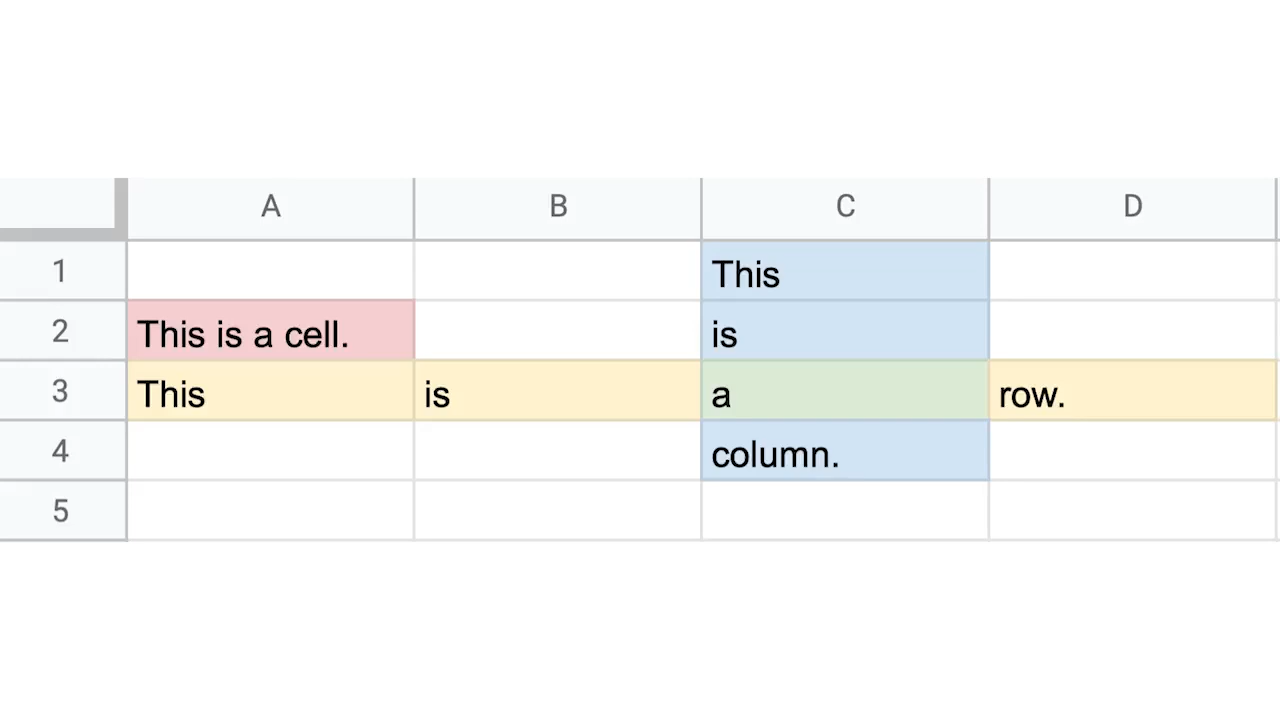 A B C D
1 This
2 This is a cell. is
3 This is a row.
4 column.
5